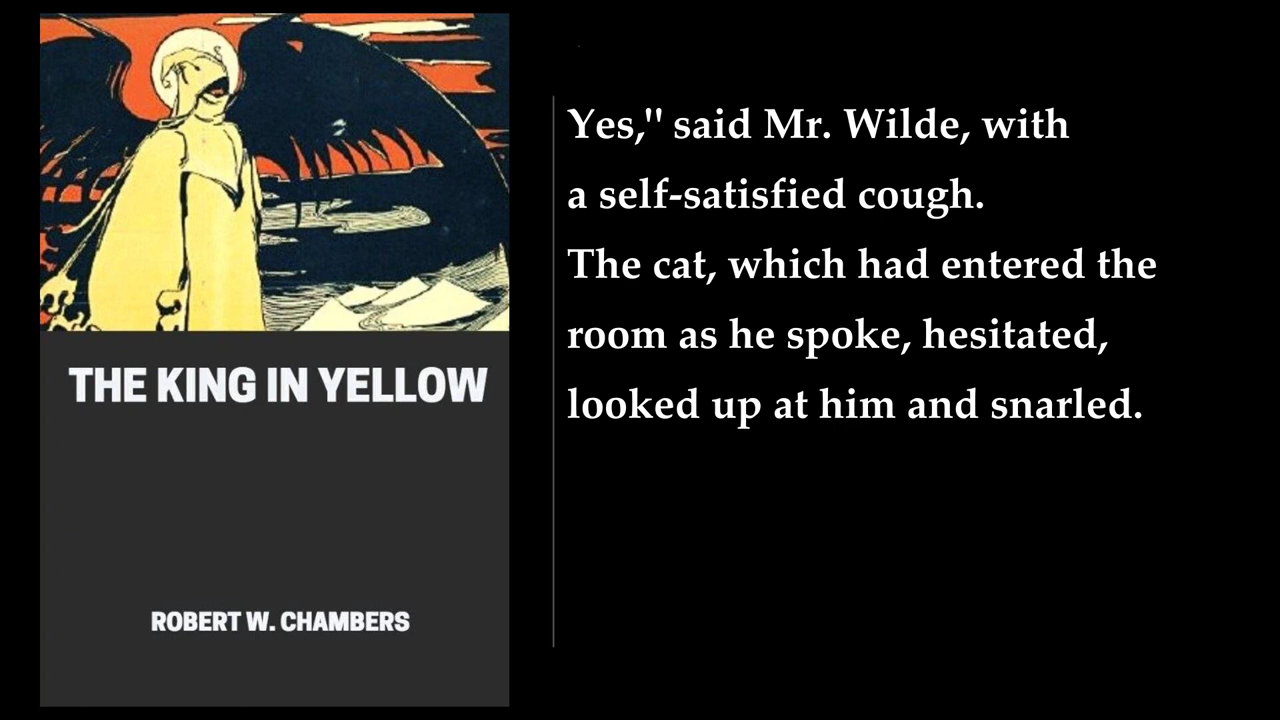 THE KING IN YELLOW
ROBERT W. CHAMBERS
Yes," said Mr. Wilde, with
a self-satisfied cough.
The cat, which had entered the
room as he spoke, hesitated,
looked up at him and snarled.